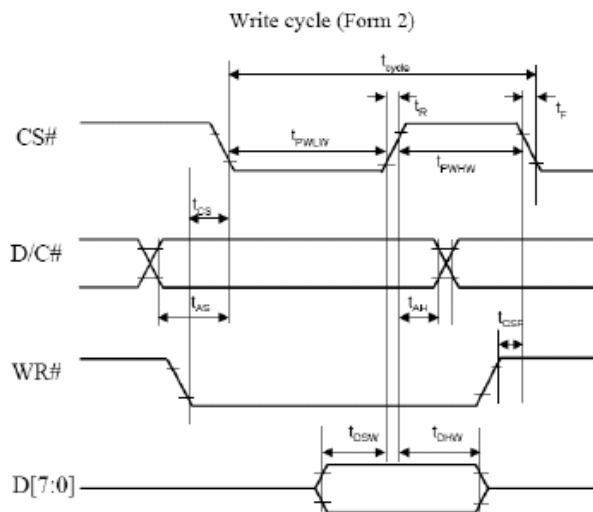 Write cycle (Form 2)
tcycle
tR
tF
CS#
tPWLW
tPWHW
tCS
D/C#
tAS
tAH
tCSF
WR#
tDSW
tDHW
D[7:0]